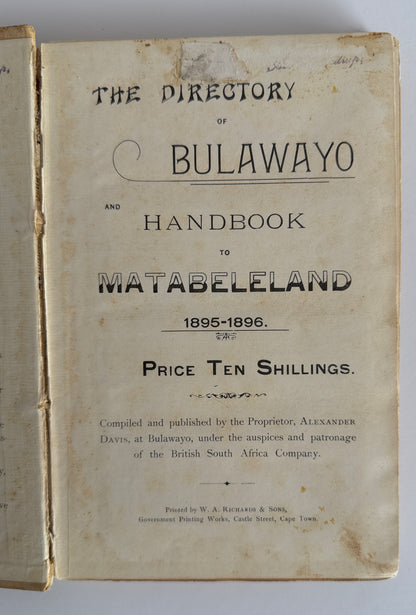 THE DIRECTORY
OF
BULAWAYO
AND
HANDBOOK
TO
MATABELELAND
1895-1896.
PRICE TEN SHILLINGS.
Compiled and published by the Proprietor, ALEXANDER
DAVIS, at Bulawayo, under the auspices and patronage
of the British South Africa Company.
Printed by W. A. RICHARDS & SONS,
Government Printing Works, Castle Street, Cape Town.